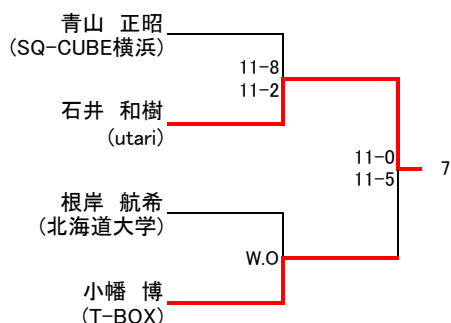 青山 正昭
(SQ-CUBE横浜)
11-8
11-2
石井 和樹
(utari)
11-0
11-5
7
根岸 航希
(北海道大学)
W.O
小幡 博
(T-BOX)